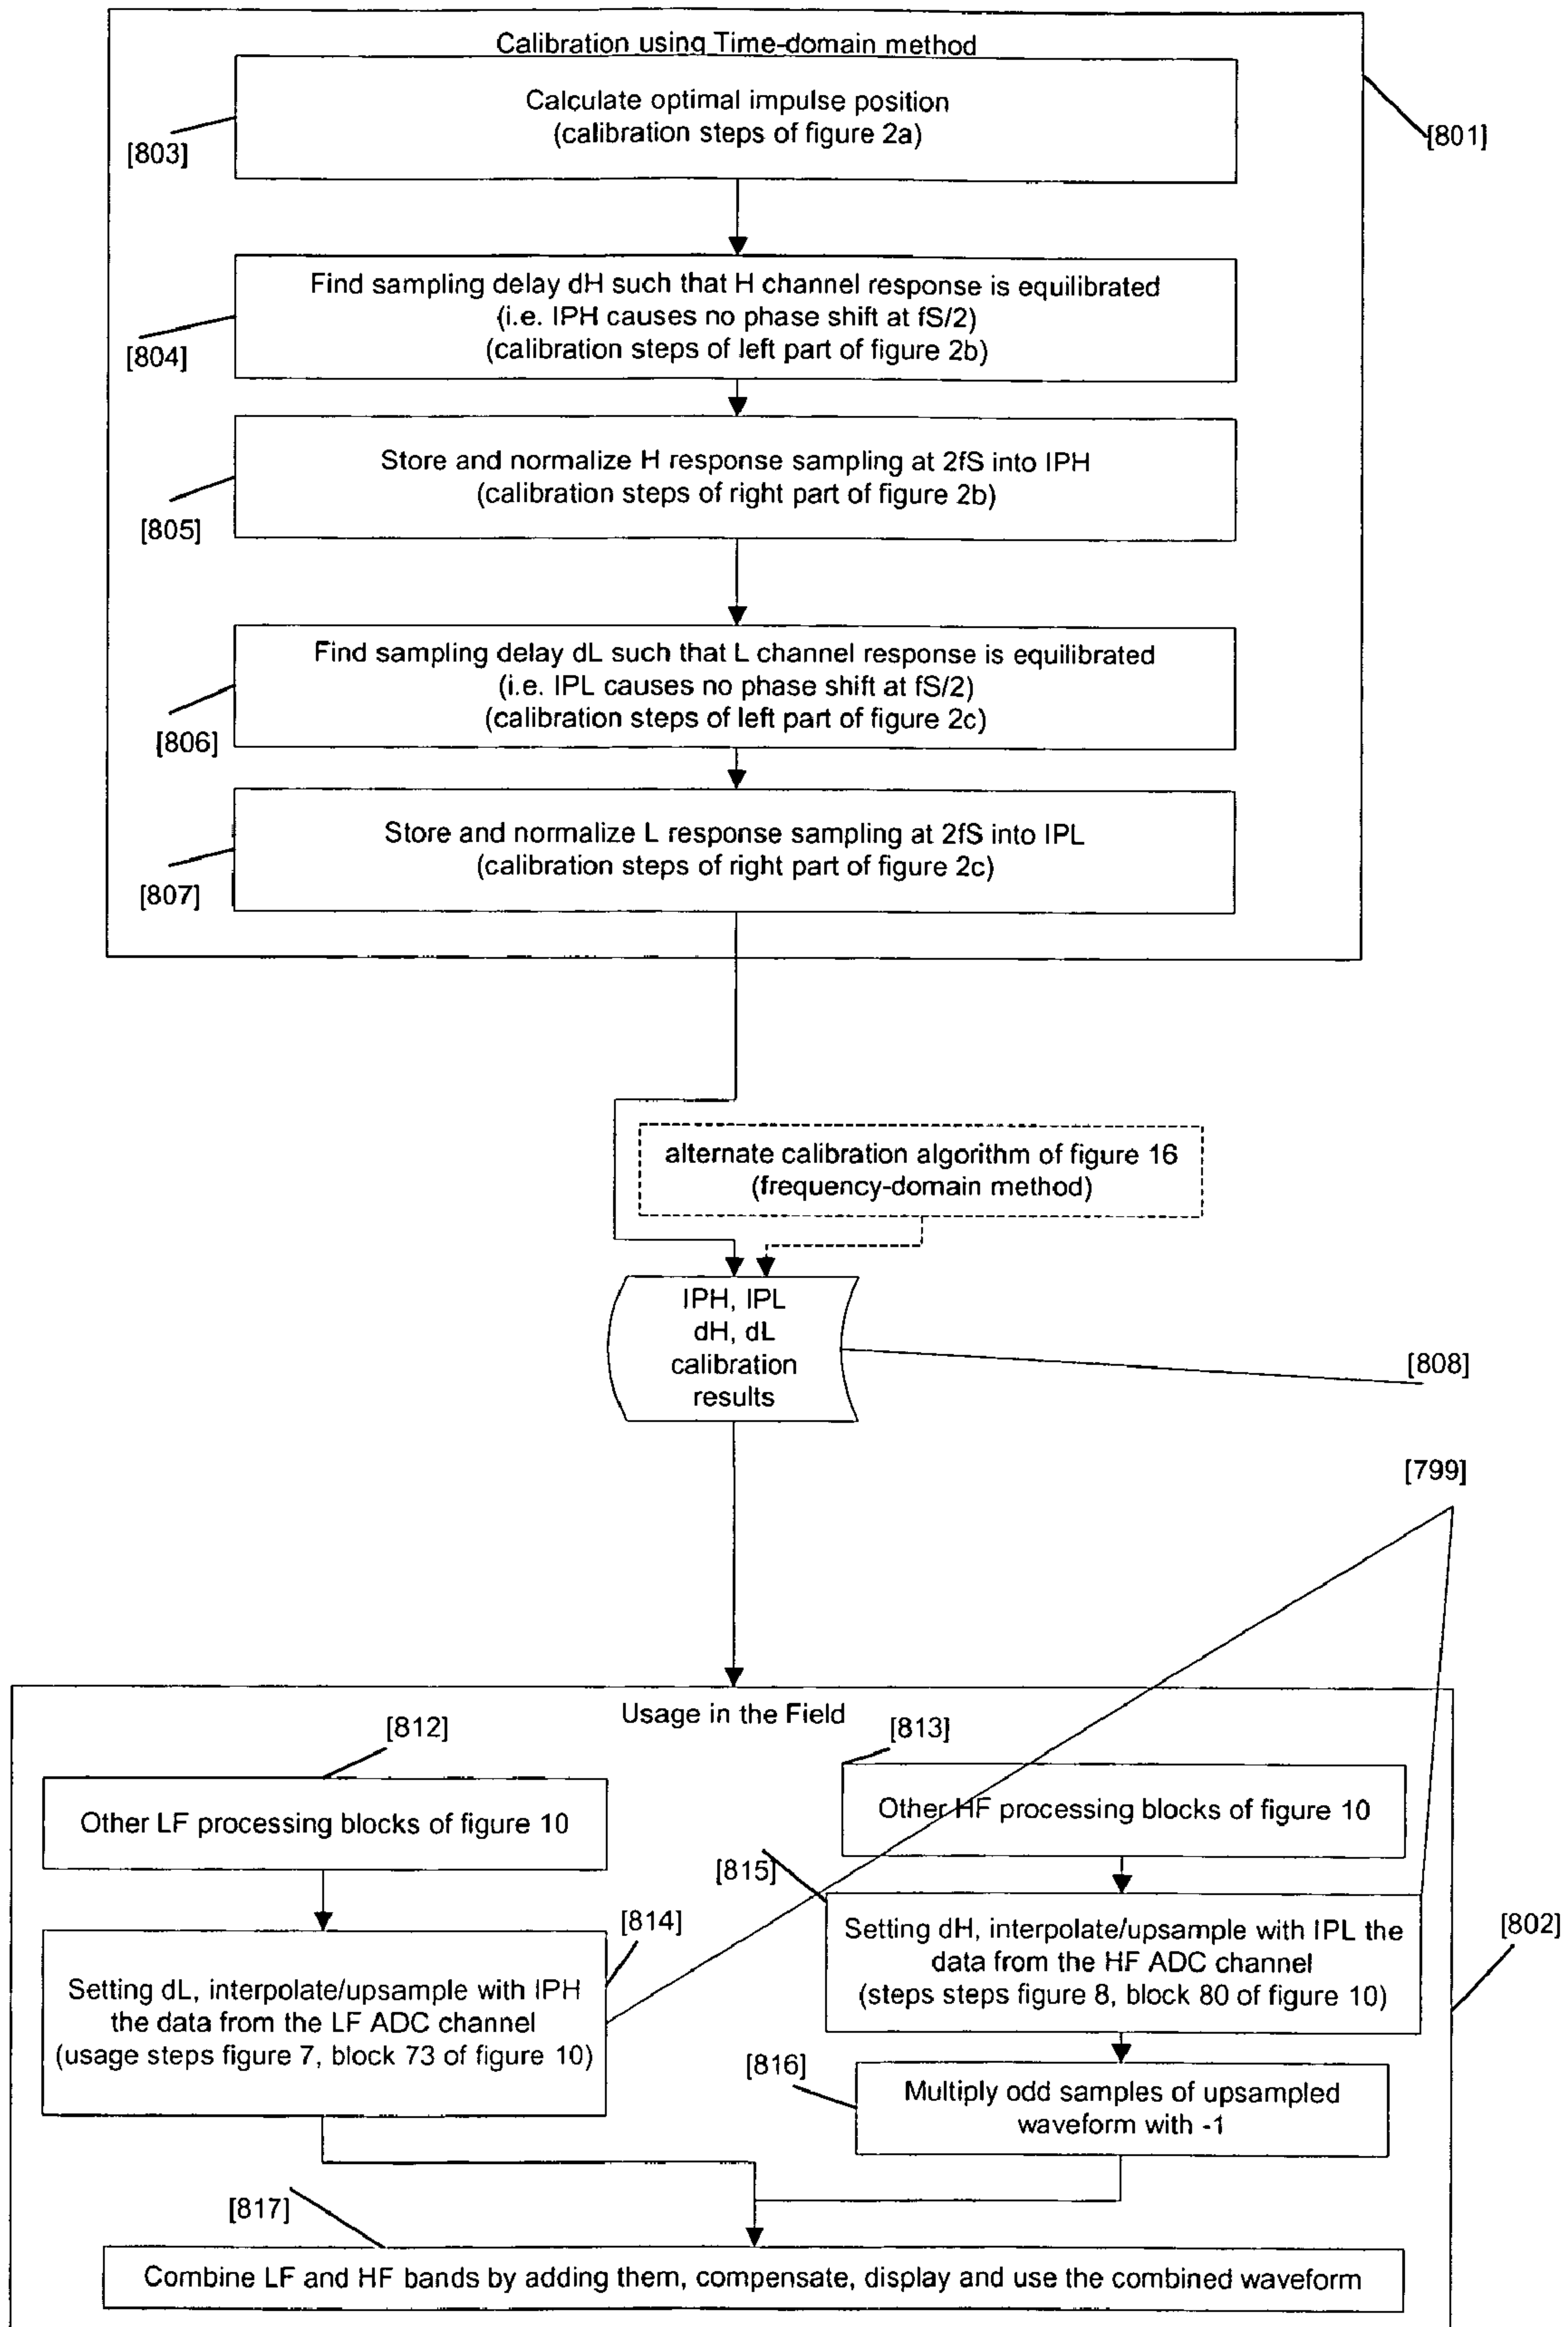 Calibration using Time-domain method
Calculate optimal impulse position
(calibration steps of figure 2a)
[803]
[801]
Find sampling delay dH such that H channel response is equilibrated
(i.e. IPH causes no phase shift at fS/2)
(calibration steps of left part of figure 2b)
[804]
Store and normalize H response sampling at 2fS into IPH
(calibration steps of right part of figure 2b)
[805]
Find sampling delay dL such that L channel response is equilibrated
(i.e. IPL causes no phase shift at fS/2)
(calibration steps of left part of figure 2c)
[806]
Store and normalize L response sampling at 2fS into IPL
(calibration steps of right part of figure 2c)
[807]
alternate calibration algorithm of figure 16
(frequency-domain method)
IPH, IPL
dH, dL
calibration
results
[808]
[799]
Usage in the Field
[812]
[813]
Other LF processing blocks of figure 10
Other HF processing blocks of figure 10
[815]
[814]
[802]
Setting dL, interpolate/upsample with IPH
the data from the LF ADC channel
(usage steps figure 7, block 73 of figure 10)
Setting dH, interpolate/upsample with IPL the
data from the HF ADC channel
(steps steps figure 8, block 80 of figure 10)
[816]
Multiply odd samples of upsampled
waveform with -1
[817]
Combine LF and HF bands by adding them, compensate, display and use the combined waveform